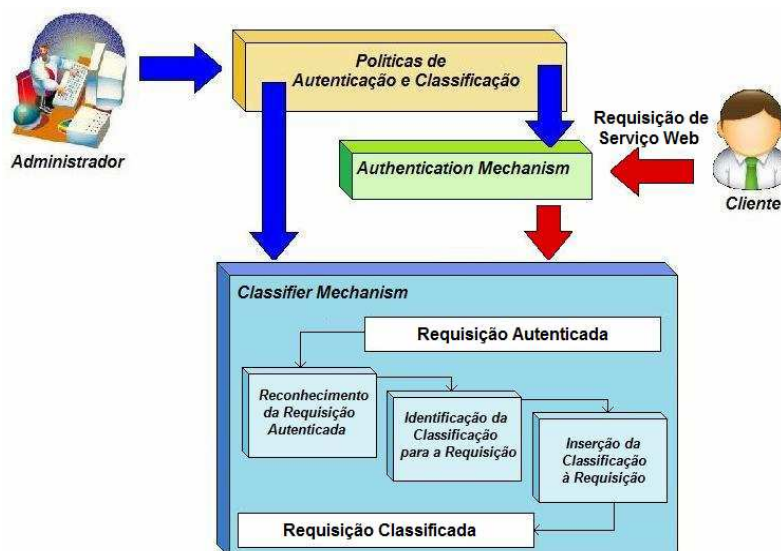 Políticas de
Autenticação e Classificação
Administrador
Requisição de
Serviço Web
Authentication Mechanism
Cliente
Classifier Mechanism
Requisição Autenticada
Reconhecimento
da Requisição
Autenticada
Identificação da
Classificação
para a Requisição
Inserção da
Classificação
à Requisição
Requisição Classificada